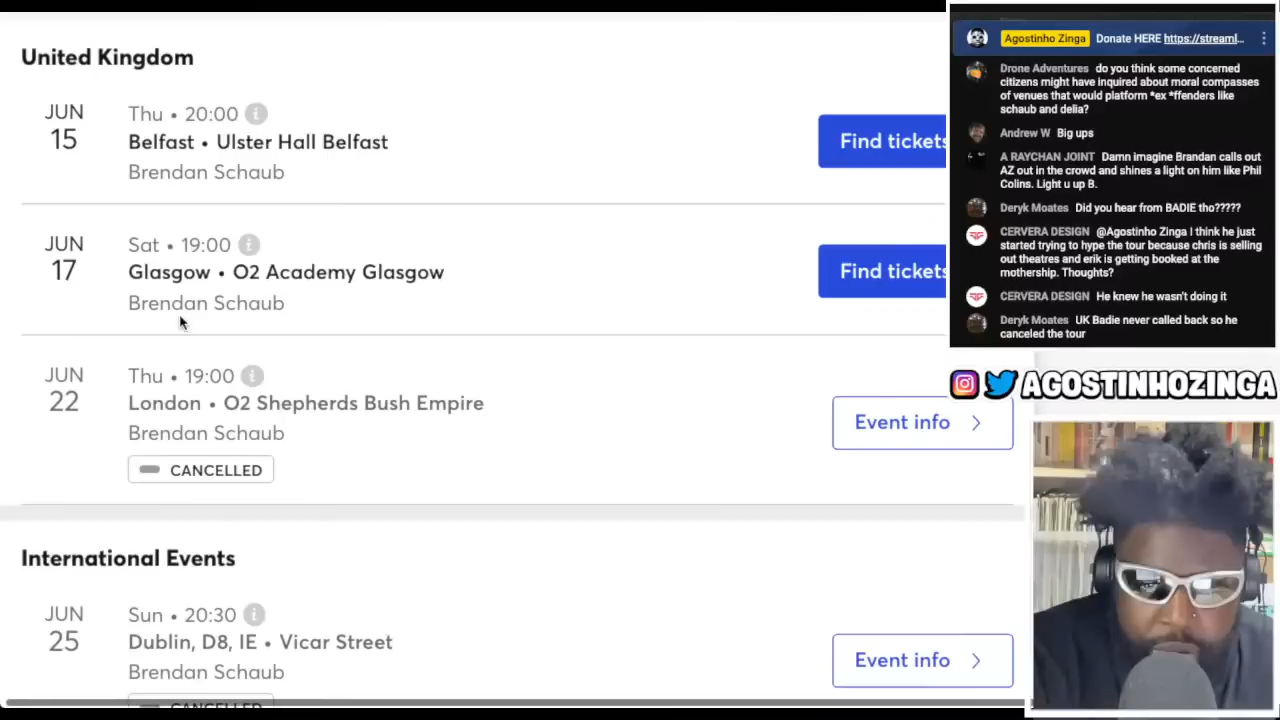 United Kingdom
JUN
15
Thu • 20:00
Belfast • Ulster Hall Belfast
Brendan Schaub
Find tickets
JUN
17
Sat • 19:00
Glasgow • O2 Academy Glasgow
Brendan Schaub
Find tickets
JUN
22
Thu • 19:00
London • O2 Shepherds Bush Empire
Brendan Schaub
CANCELLED
Event info
International Events
JUN
25
Sun • 20:30
Dublin, D8, IE • Vicar Street
Brendan Schaub
CANCELLED
Event info
Agostinho Zinga Donate HERE https://streaml...
Drone Adventures do you think some concerned
citizens might have inquired about moral compasses
of venues that would platform *ex *ffenders like
schaub and delia?
Andrew W Big ups
A RAYCHAN JOINT Damn imagine Brandan calls out
AZ out in the crowd and shines a light on him like Phil
Colins. Light u up B.
Deryk Moates Did you hear from BADIE tho?????
CERVERA DESIGN @Agostinho Zinga I think he just
started trying to hype the tour because chris is selling
out theatres and erik is getting booked at the
mothership. Thoughts?
CERVERA DESIGN He knew he wasn't doing it
Deryk Moates UK Badie never called back so he
canceled the tour
AGOSTINHOZINGA